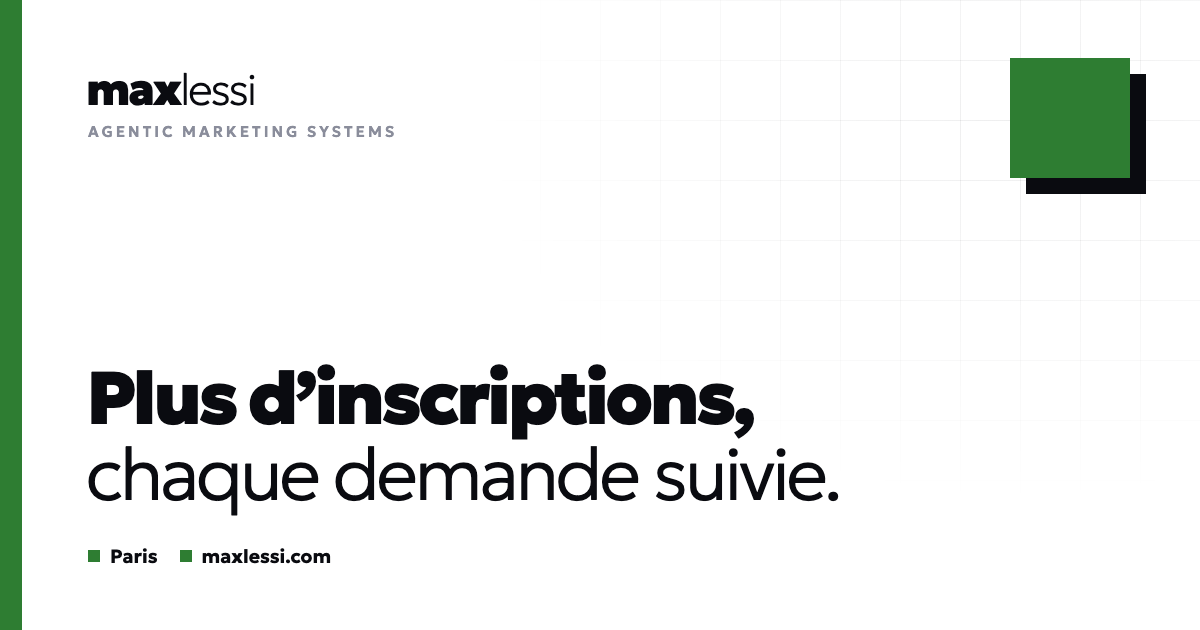 maxlessi
AGENTIC MARKETING SYSTEMS
Plus d’inscriptions,
chaque demande suivie.
Paris maxlessi.com